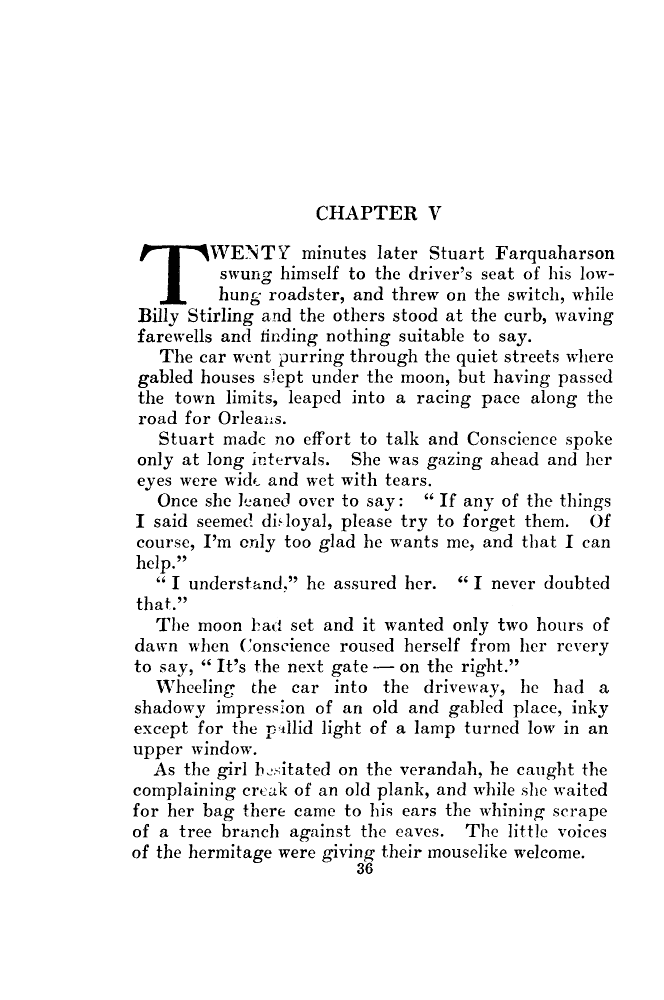 CHAPTER V
TWENTY minutes later Stuart Farquaharson
swung himself to the driver's seat of his low-
hung roadster, and threw on the switch, while
Billy Stirling and the others stood at the curb, waving
farewells and finding nothing suitable to say.
The car went purring through the quiet streets where
gabled houses slept under the moon, but having passed
the town limits, leaped into a racing pace along the
road for Orleans.
Stuart made no effort to talk and Conscience spoke
only at long intervals. She was gazing ahead and her
eyes were wide and wet with tears.
Once she leaned over to say: "If any of the things
I said seemed disloyal, please try to forget them. Of
course, I'm only too glad he wants me, and that I can
help."
"I understand," he assured her. "I never doubted
that."
The moon had set and it wanted only two hours of
dawn when Conscience roused herself from her revery
to say, "It's the next gate — on the right."
Wheeling the car into the driveway, he had a
shadowy impression of an old and gabled place, inky
except for the pallid light of a lamp turned low in an
upper window.
As the girl hesitated on the verandah, he caught the
complaining creak of an old plank, and while she waited
for her bag there came to his ears the whining scrape
of a tree branch against the eaves. The little voices
of the hermitage were giving their mouselike welcome.
36